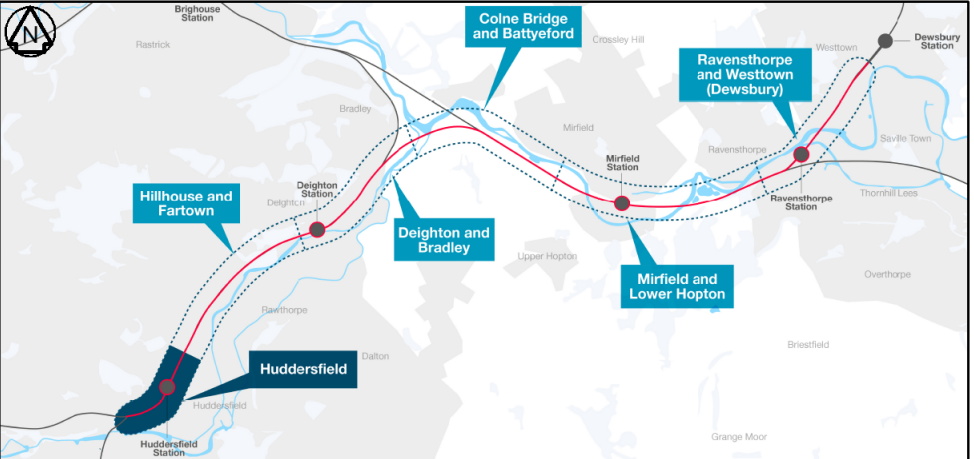 Brighouse
Station
N
Rastrick
Colne Bridge
and Battyeford
Crossley Hill
Westtown
Dewsbury
Station
Ravensthorpe
and Westtown
(Dewsbury)
Bradley
Mirfield
Ravensthorpe
Saville Town
Mirfield
Station
Deighton
Station
Deighton
Hillhouse and
Fartown
Ravensthorpe
Station
Thornhill Lees
Deighton and
Bradley
Upper Hopton
Mirfield and
Lower Hopton
Overthorpe
Rawthorpe
Briestfield
Dalton
Huddersfield
Huddersfield
Huddersfield
Station
Grange Moor